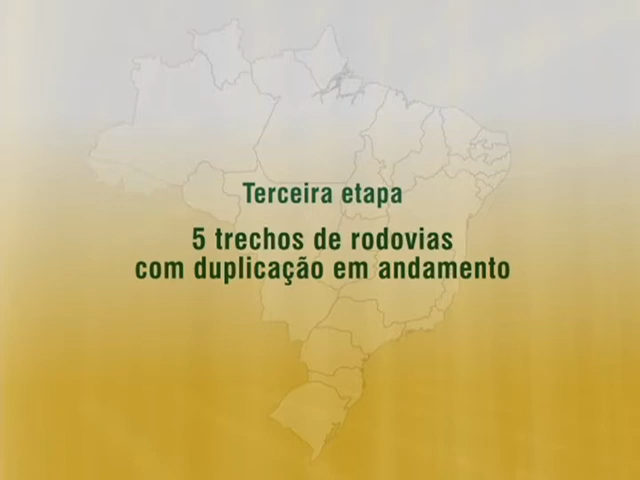 Terceira etapa
5 trechos de rodovias
com duplicação em andamento